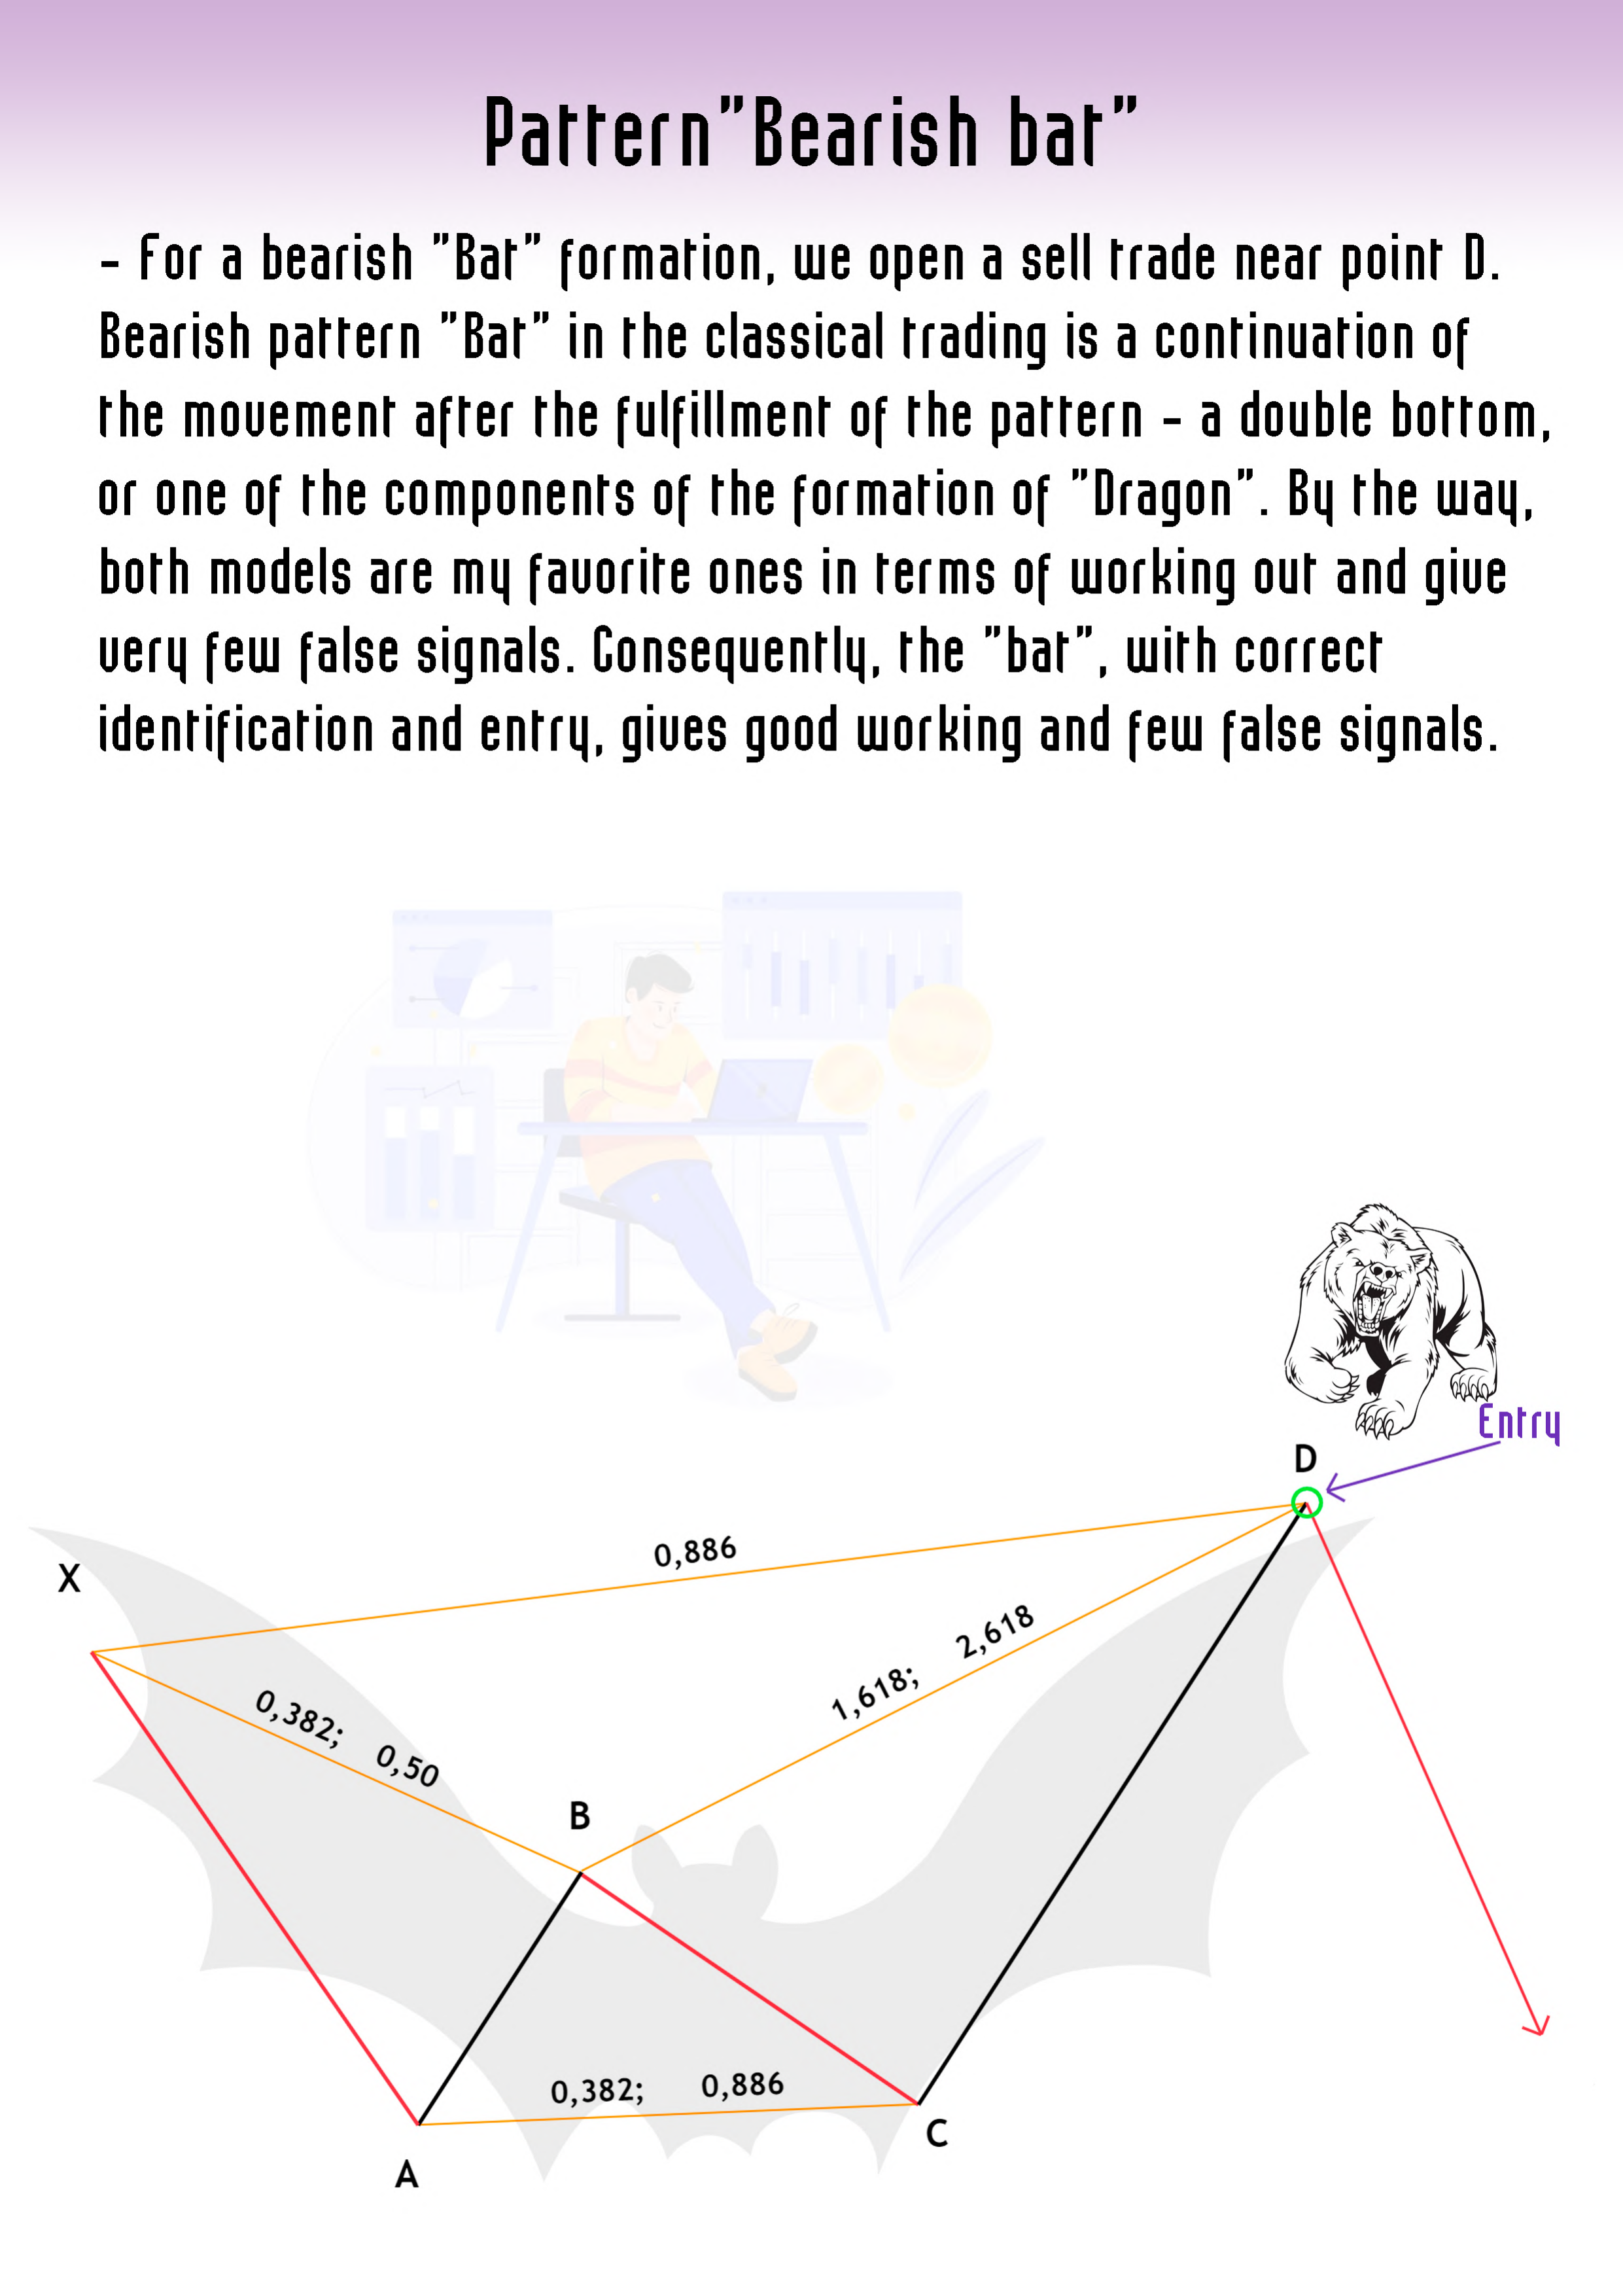 Pattern"Bearish bat"
- For a bearish "Bat" formation, we open a sell trade near point D.
Bearish pattern "Bat" in the classical trading is a continuation of
the movement after the fulfillment of the pattern - a double bottom,
or one of the components of the formation of "Dragon". By the way,
both models are my favorite ones in terms of working out and give
very few false signals. Consequently, the "bat", with correct
identification and entry, gives good working and few false signals.
Entry
D
0,886
X
1,618; 2,618
0,382; 0,50
B
0,382; 0,886
C
A